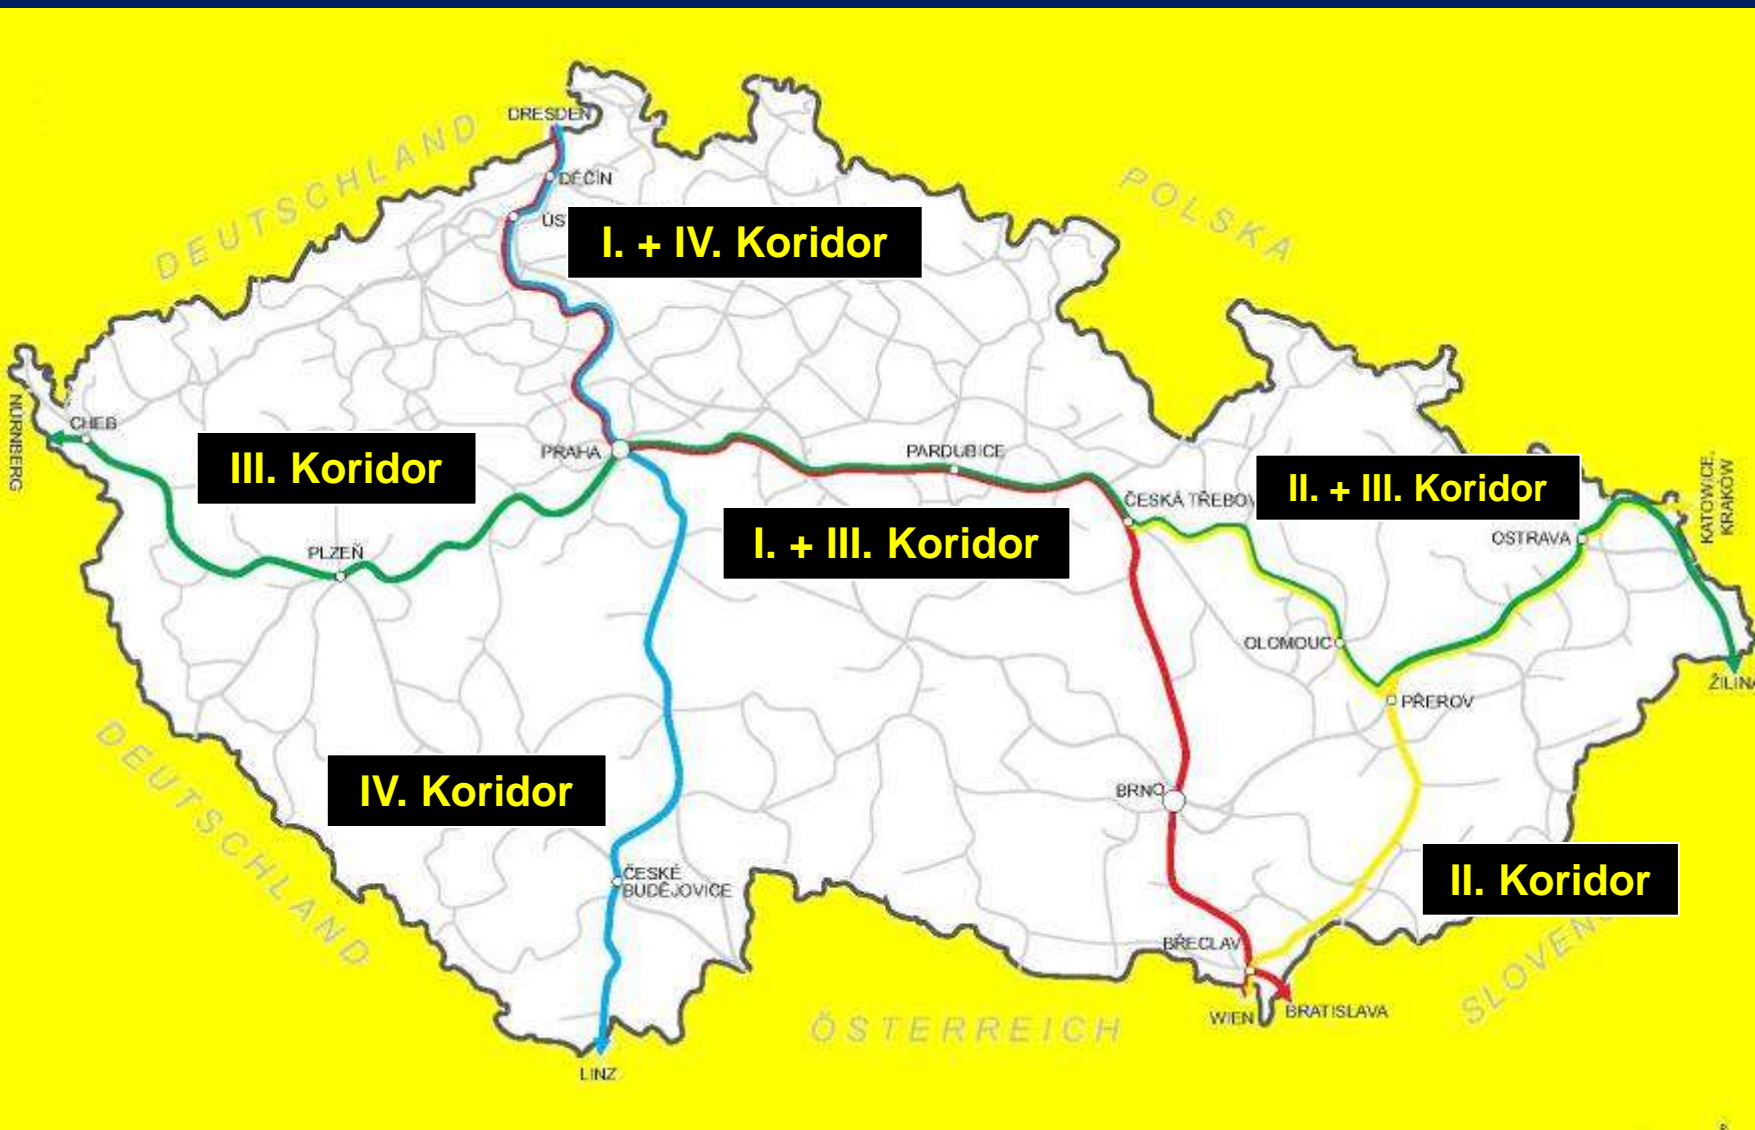 DRESDEN
DEUTSCHLAND
DĚČÍN
POLSKA
ÚS
I. + IV. Koridor
NÜRNBERG
CHEB
III. Koridor
PRAHA
PARDUBICE
KATOWICE,
KRAKÓW
II. + III. Koridor
ČESKÁ TŘEBOV
I. + III. Koridor
OSTRAVA
PLZEŇ
OLOMOUC
ŽILINA
PŘEROV
DEUTSCHLAND
IV. Koridor
BRNO
ČESKÉ
BUDĚJOVICE
II. Koridor
BŘECLAV
SLOVEN
WIEN
BRATISLAVA
ÖSTERREICH
LINZ